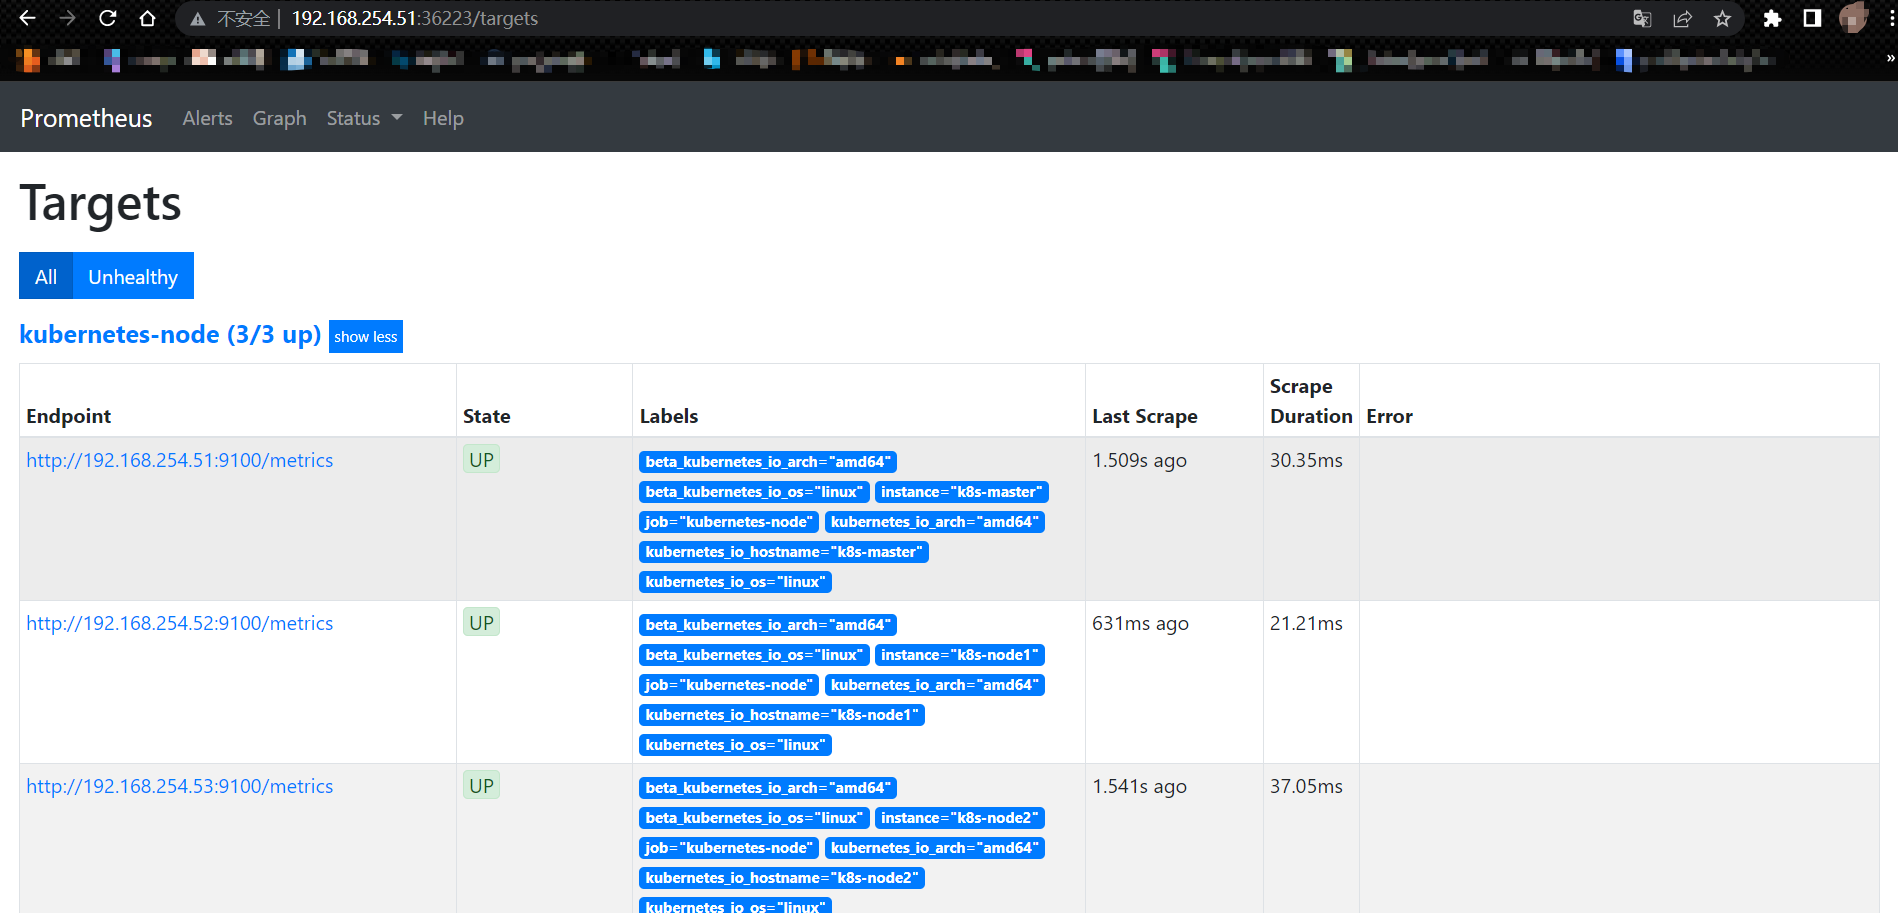 不安全 | 192.168.254.51:36223/targets
»
Prometheus Alerts Graph Status Help
Targets
All Unhealthy
kubernetes-node (3/3 up) show less
Endpoint State Labels Last Scrape Scrape Duration Error
http://192.168.254.51:9100/metrics UP beta_kubernetes_io_arch="amd64" 1.509s ago 30.35ms
beta_kubernetes_io_os="linux" instance="k8s-master"
job="kubernetes-node" kubernetes_io_arch="amd64"
kubernetes_io_hostname="k8s-master"
kubernetes_io_os="linux"
http://192.168.254.52:9100/metrics UP beta_kubernetes_io_arch="amd64" 631ms ago 21.21ms
beta_kubernetes_io_os="linux" instance="k8s-node1"
job="kubernetes-node" kubernetes_io_arch="amd64"
kubernetes_io_hostname="k8s-node1"
kubernetes_io_os="linux"
http://192.168.254.53:9100/metrics UP beta_kubernetes_io_arch="amd64" 1.541s ago 37.05ms
beta_kubernetes_io_os="linux" instance="k8s-node2"
job="kubernetes-node" kubernetes_io_arch="amd64"
kubernetes_io_hostname="k8s-node2"
kubernetes_io_os="linux"